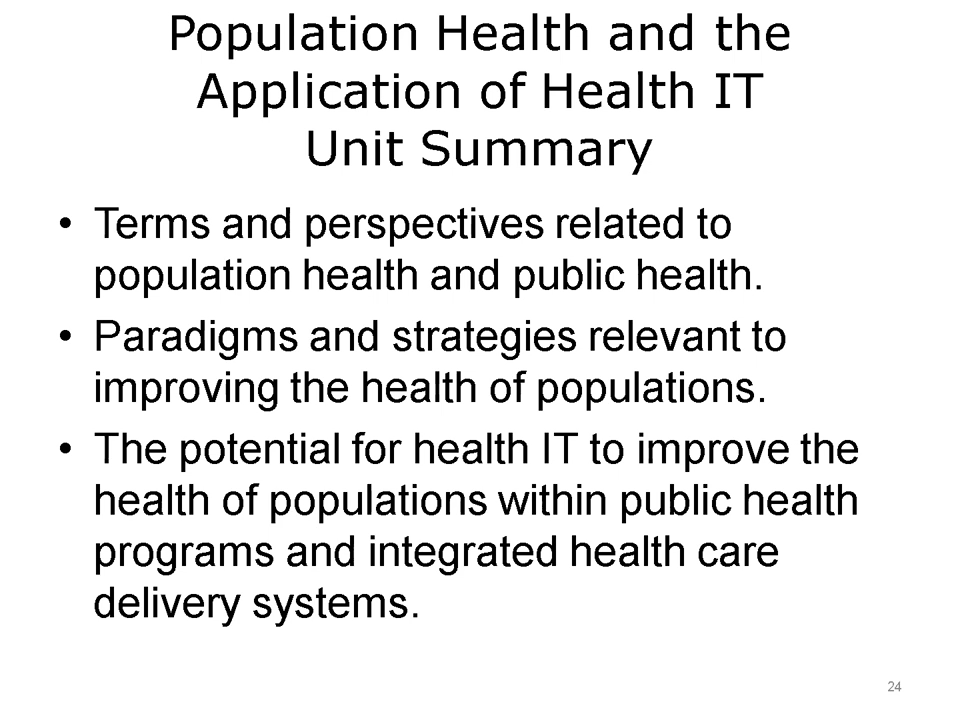 Population Health and the
Application of Health IT
Unit Summary
• Terms and perspectives related to
population health and public health.
• Paradigms and strategies relevant to
improving the health of populations.
• The potential for health IT to improve the
health of populations within public health
programs and integrated health care
delivery systems.
24